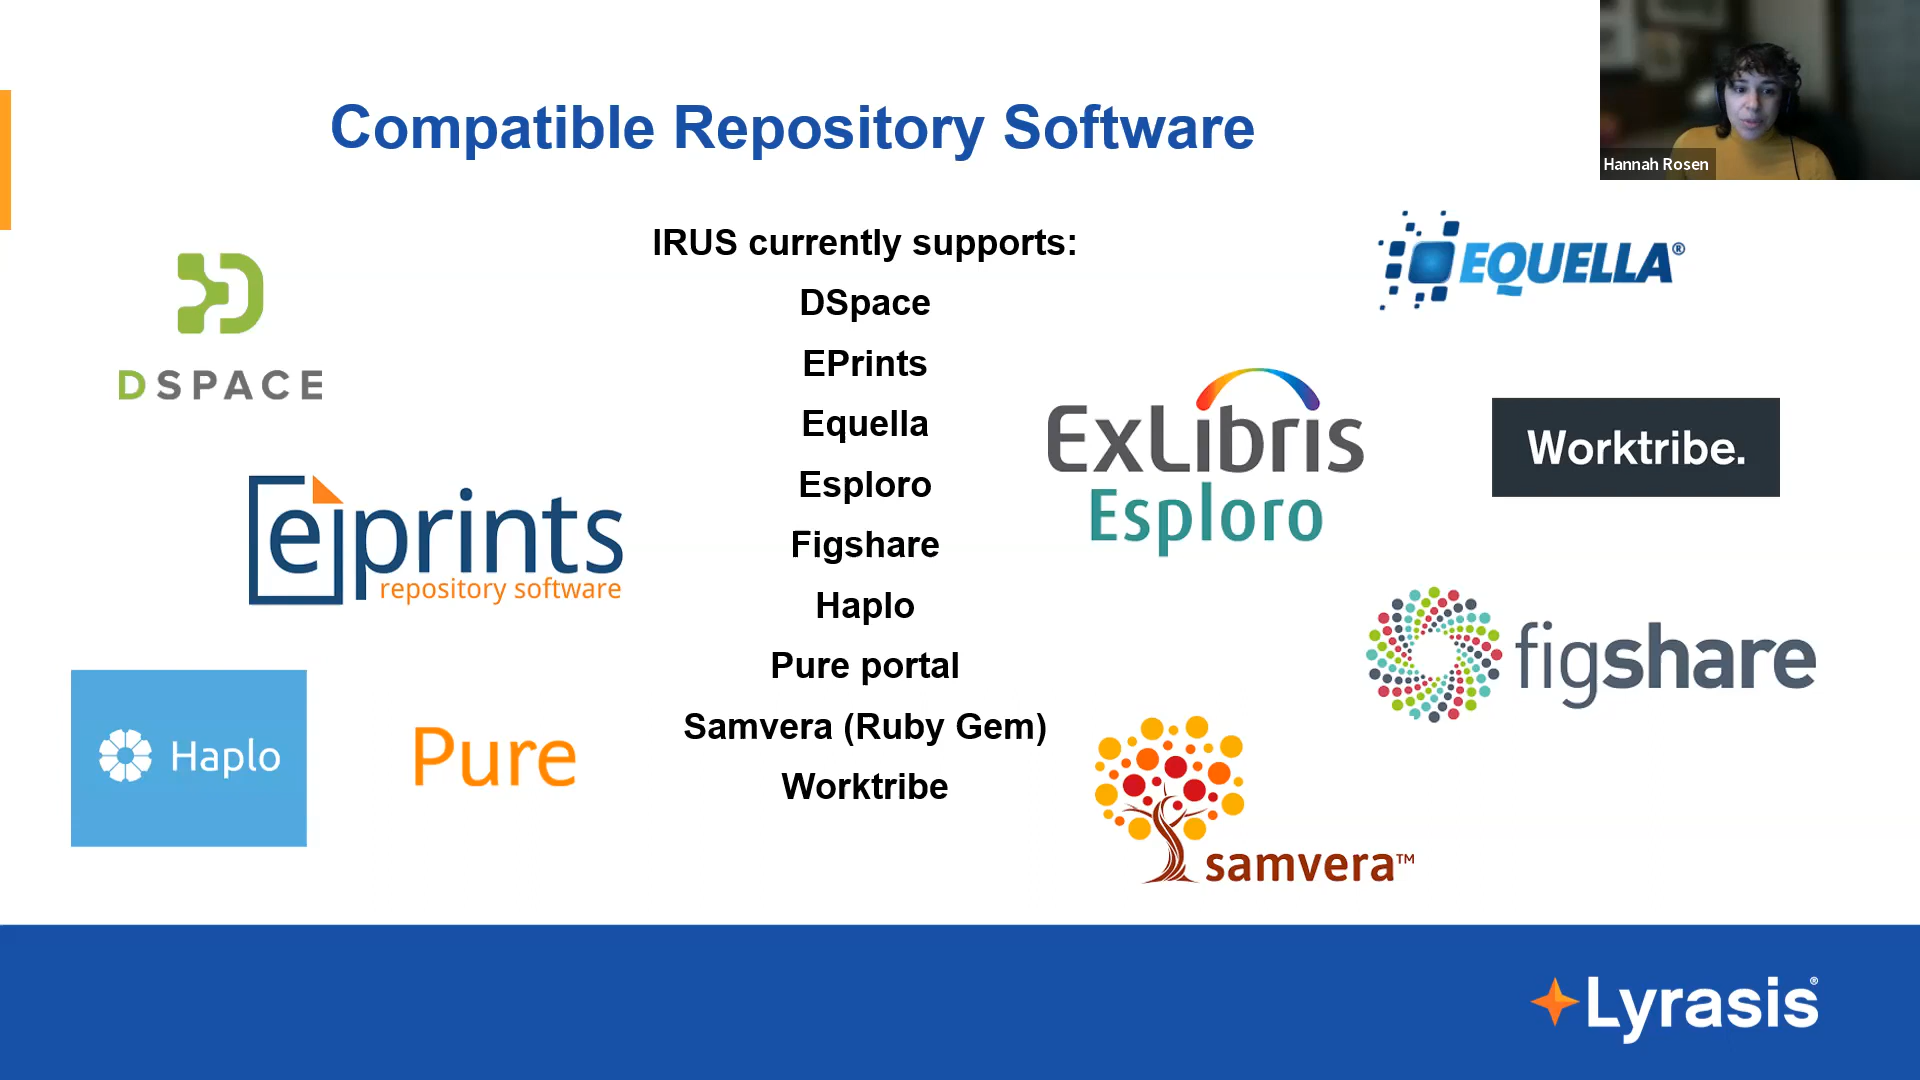 Compatible Repository Software
Hannah Rosen
IRUS currently supports:
DSpace
EPrints
Equella
Esploro
Figshare
Haplo
Pure portal
Samvera (Ruby Gem)
Worktribe
DSPACE
eprints
repository software
Haplo
Pure
EQUELLA®
ExLibris
Esploro
Worktribe.
figshare
samvera™
Lyrasis®